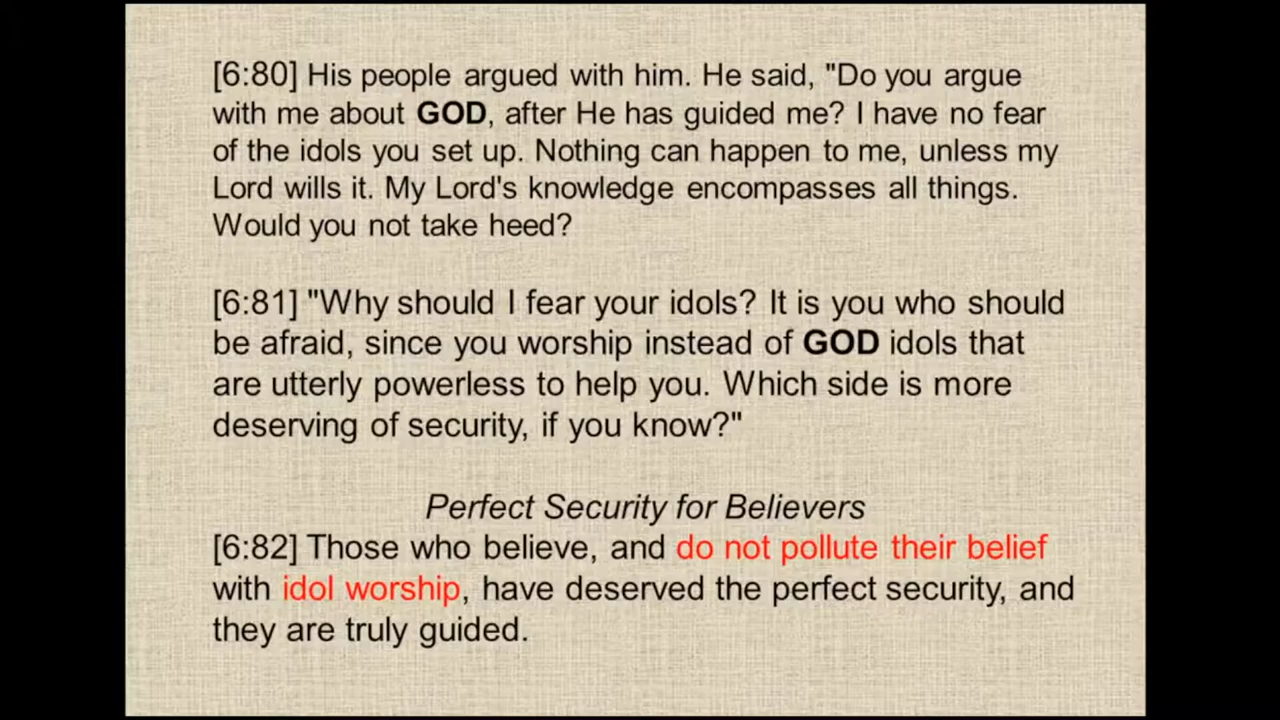 [6:80] His people argued with him. He said, "Do you argue
with me about GOD, after He has guided me? I have no fear
of the idols you set up. Nothing can happen to me, unless my
Lord wills it. My Lord's knowledge encompasses all things.
Would you not take heed?
[6:81] "Why should I fear your idols? It is you who should
be afraid, since you worship instead of GOD idols that
are utterly powerless to help you. Which side is more
deserving of security, if you know?"
Perfect Security for Believers
[6:82] Those who believe, and do not pollute their belief
with idol worship, have deserved the perfect security, and
they are truly guided.